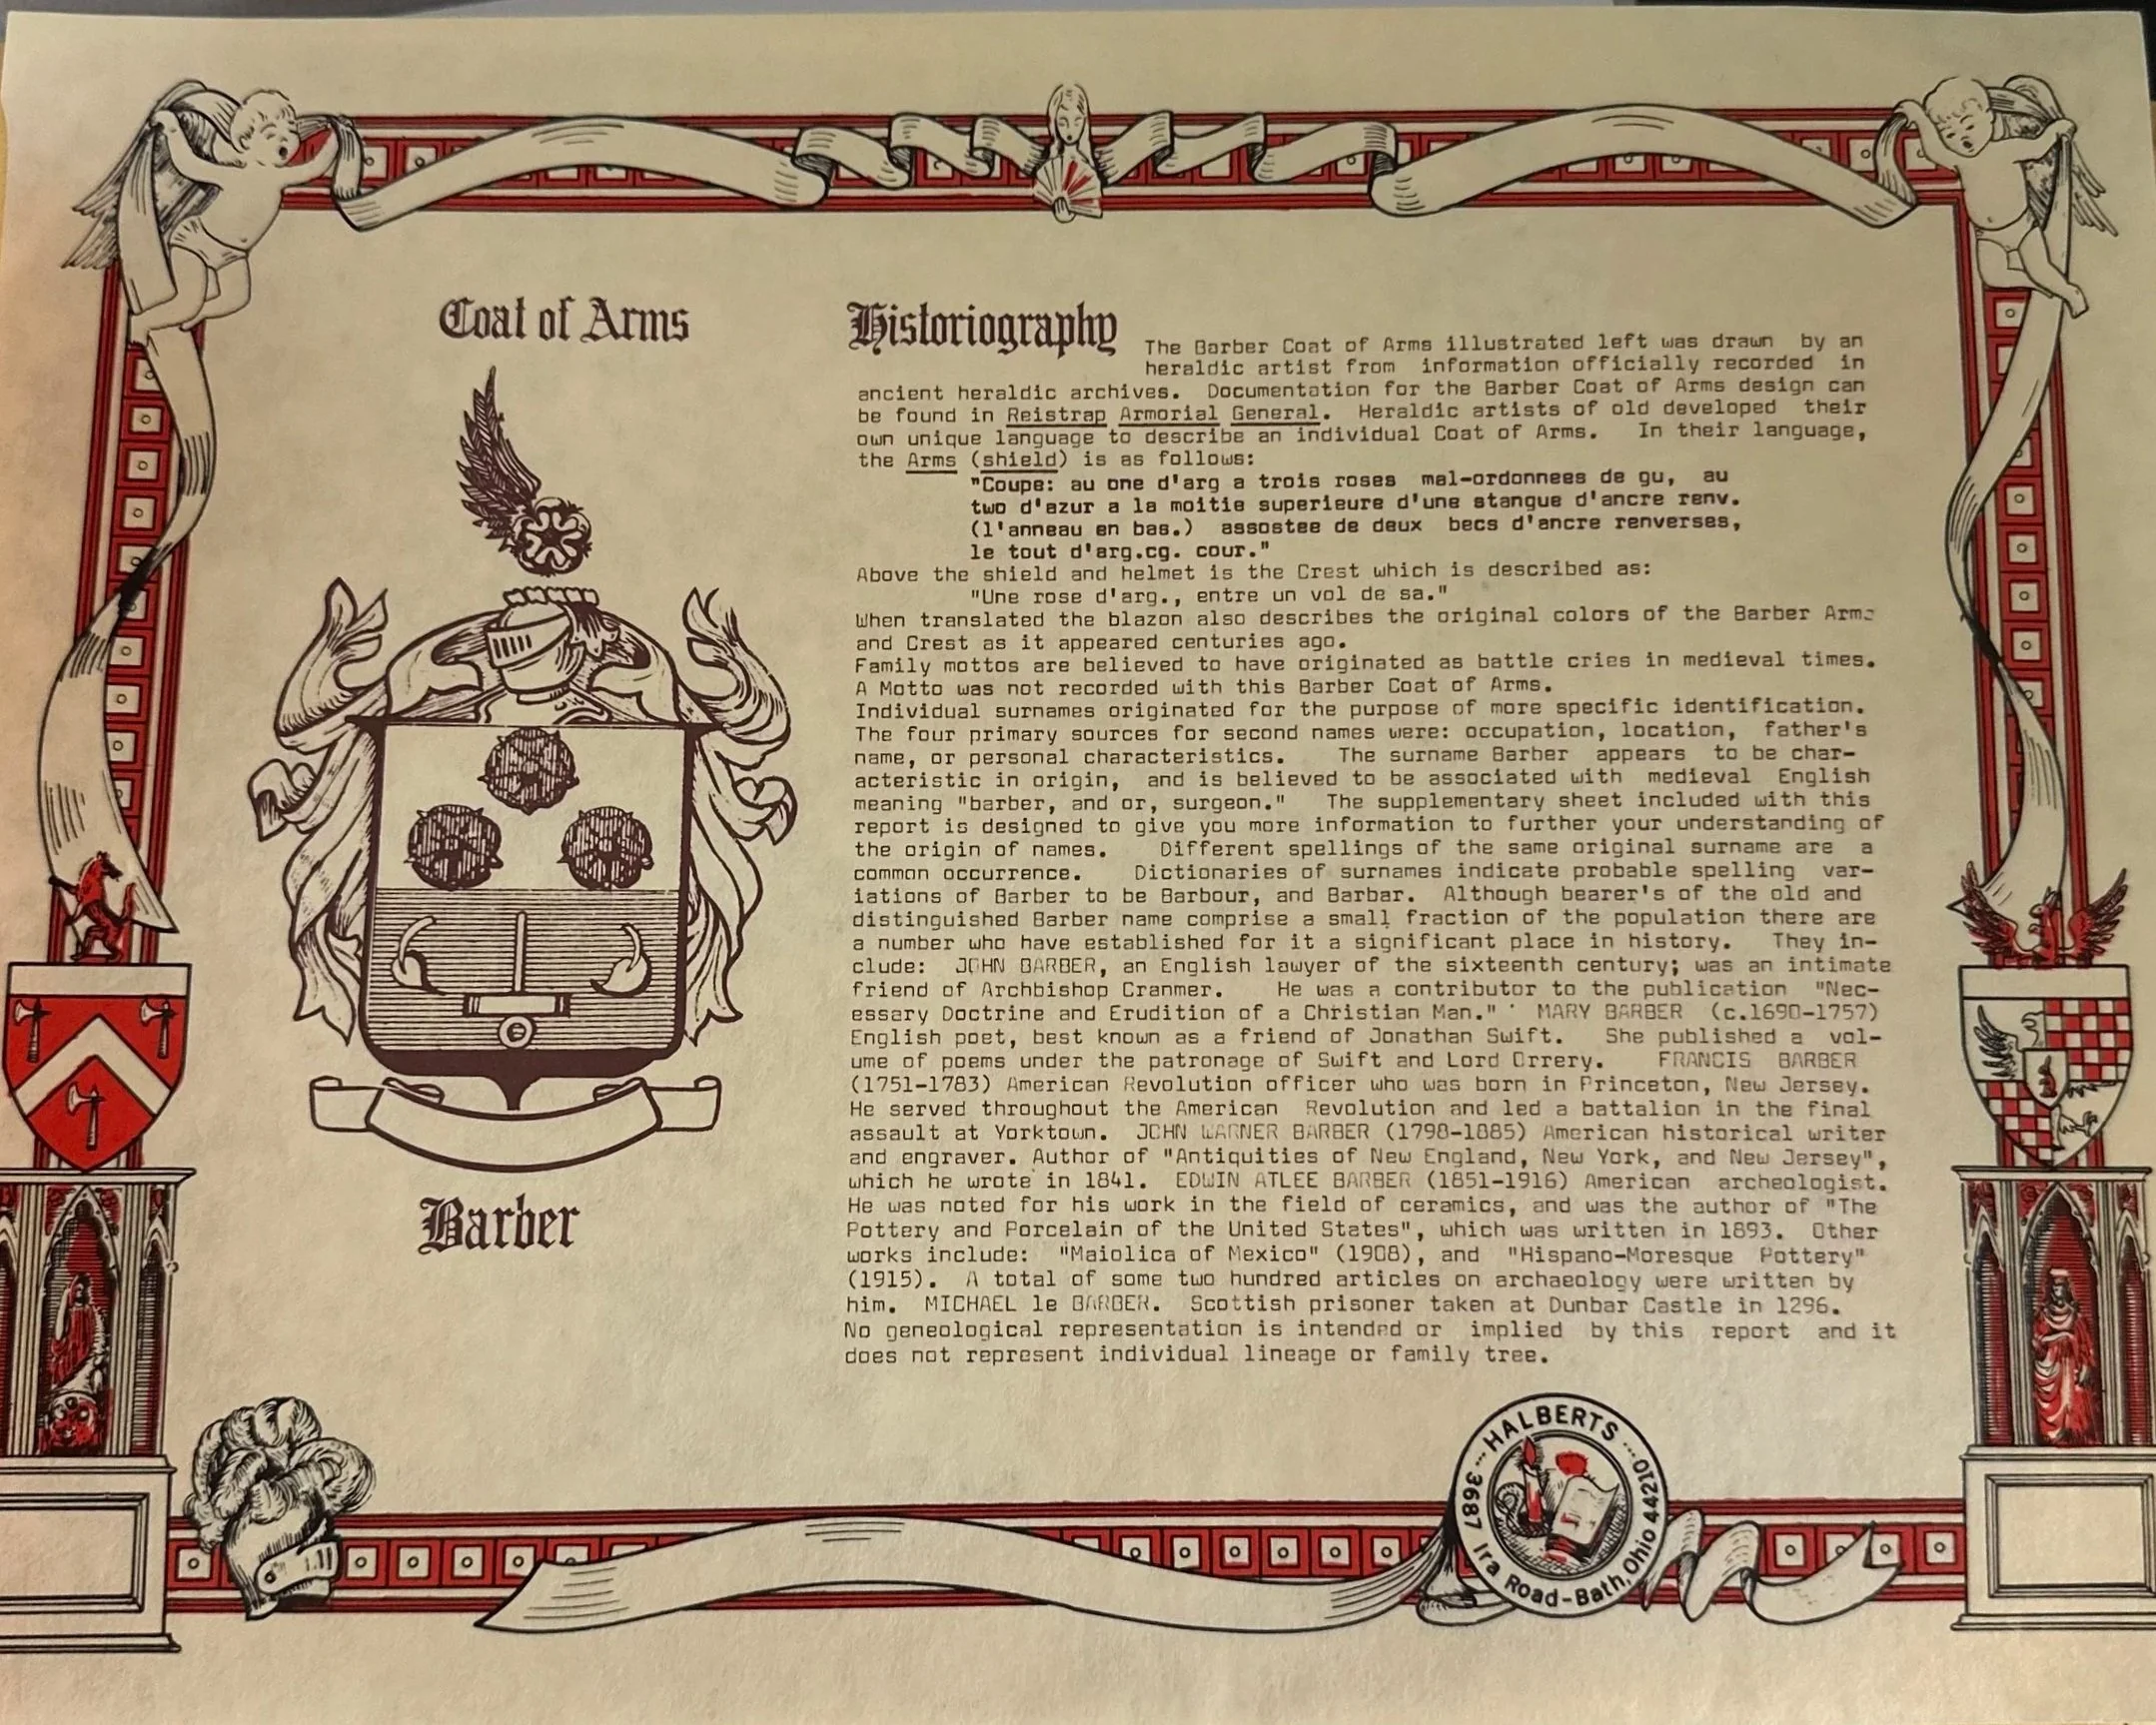 Coat of Arms
Historiography
The Barber Coat of Arms illustrated left was drawn by an
heraldic artist from information officially recorded in
ancient heraldic archives. Documentation for the Barber Coat of Arms design can
be found in Reistrap Armorial General. Heraldic artists of old developed their
own unique language to describe an individual Coat of Arms. In their language,
the Arms (shield) is as follows:
"Coupe: au one d'arg a trois roses mal-ordonnees de gu, au
two d'azur a la moitie superieure d'une stangue d'ancre renv.
(l'anneau en bas.) assostee de deux becs d'ancre renverses,
le tout d'arg.cg. cour."
Above the shield and helmet is the Crest which is described as:
"Une rose d'arg., entre un vol de sa."
When translated the blazon also describes the original colors of the Barber Arms
and Crest as it appeared centuries ago.
Family mottos are believed to have originated as battle cries in medieval times.
A Motto was not recorded with this Barber Coat of Arms.
Individual surnames originated for the purpose of more specific identification.
The four primary sources for second names were: occupation, location, father's
name, or personal characteristics. The surname Barber appears to be char-
acteristic in origin, and is believed to be associated with medieval English
meaning "barber, and or, surgeon." The supplementary sheet included with this
report is designed to give you more information to further your understanding of
the origin of names. Different spellings of the same original surname are a
common occurrence. Dictionaries of surnames indicate probable spelling var-
iations of Barber to be Barbour, and Barbar. Although bearer's of the old and
distinguished Barber name comprise a small fraction of the population there are
a number who have established for it a significant place in history. They in-
clude: JOHN BARBER, an English lawyer of the sixteenth century; was an intimate
friend of Archbishop Cranmer. He was a contributor to the publication "Nec-
essary Doctrine and Erudition of a Christian Man." MARY BARBER (c.1690-1757)
English poet, best known as a friend of Jonathan Swift. She published a vol-
ume of poems under the patronage of Swift and Lord Orrery. FRANCIS BARBER
(1751-1783) American Revolution officer who was born in Princeton, New Jersey.
He served throughout the American Revolution and led a battalion in the final
assault at Yorktown. JOHN WARNER BARBER (1798-1885) American historical writer
and engraver. Author of "Antiquities of New England, New York, and New Jersey",
which he wrote in 1841. EDWIN ATLEE BARBER (1851-1916) American archeologist.
He was noted for his work in the field of ceramics, and was the author of "The
Pottery and Porcelain of the United States", which was written in 1893. Other
works include: "Maiolica of Mexico" (1908), and "Hispano-Moresque Pottery"
(1915). A total of some two hundred articles on archaeology were written by
him. MICHAEL le BARBER. Scottish prisoner taken at Dunbar Castle in 1296.
No geneological representation is intended or implied by this report and it
does not represent individual lineage or family tree.
Barber
HALBERTS
3687 Ira Road-Bath, Ohio 44210